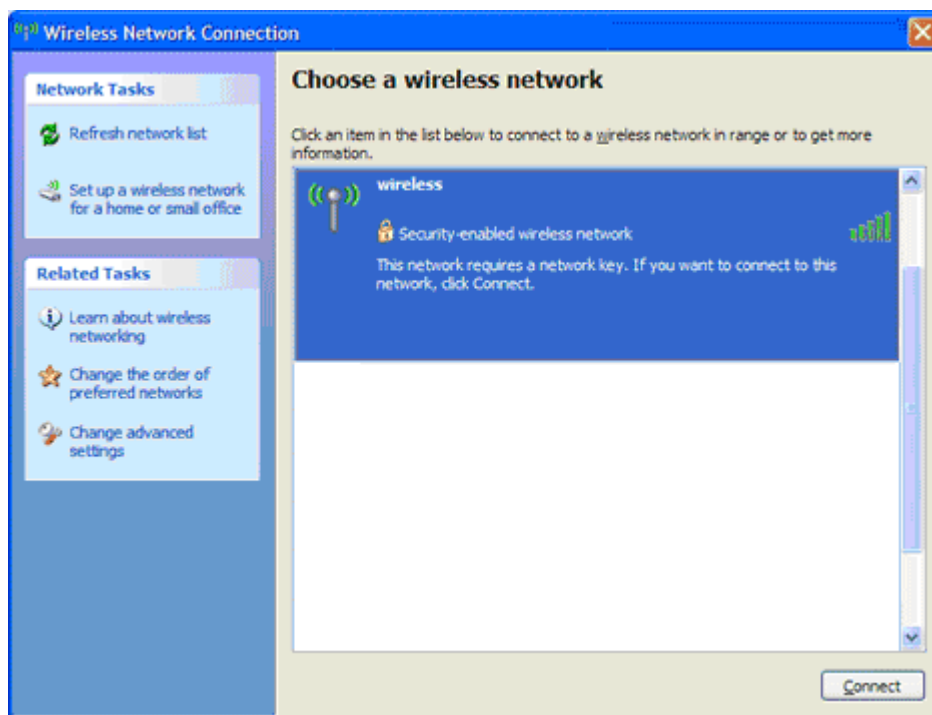 Wireless Network Connection
Network Tasks
Refresh network list
Set up a wireless network
for a home or small office
Related Tasks
Learn about wireless
networking
Change the order of
preferred networks
Change advanced
settings
Choose a wireless network
Click an item in the list below to connect to a wireless network in range or to get more
information.
wireless
Security-enabled wireless network
This network requires a network key. If you want to connect to this
network, click Connect.
Connect